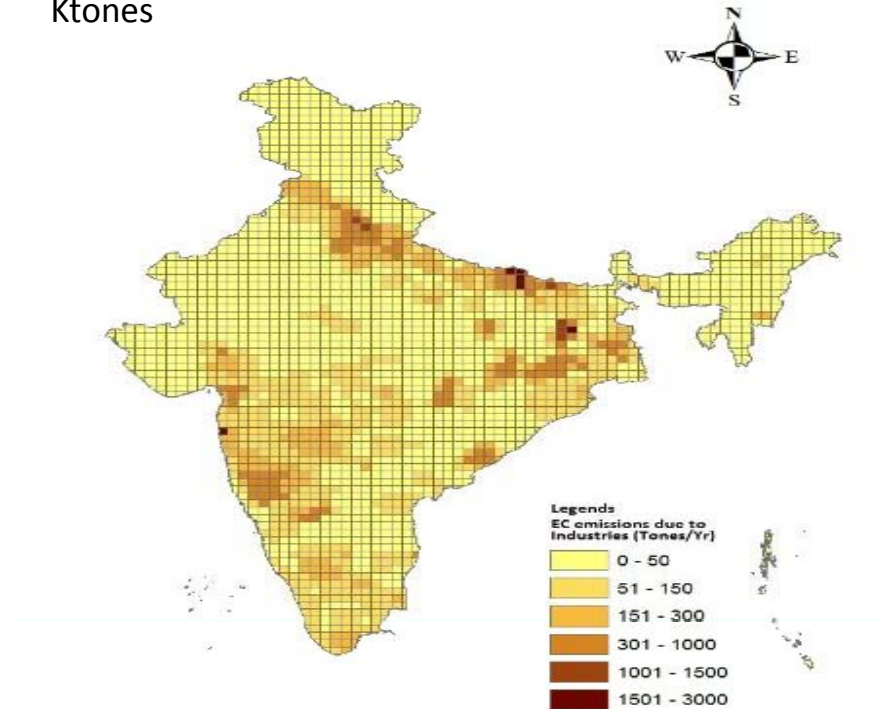 Ktones
N
W E
S
Legends
EC emissions due to
Industries (Tones/Yr)
0 - 50
51 - 150
151 - 300
301 - 1000
1001 - 1500
1501 - 3000